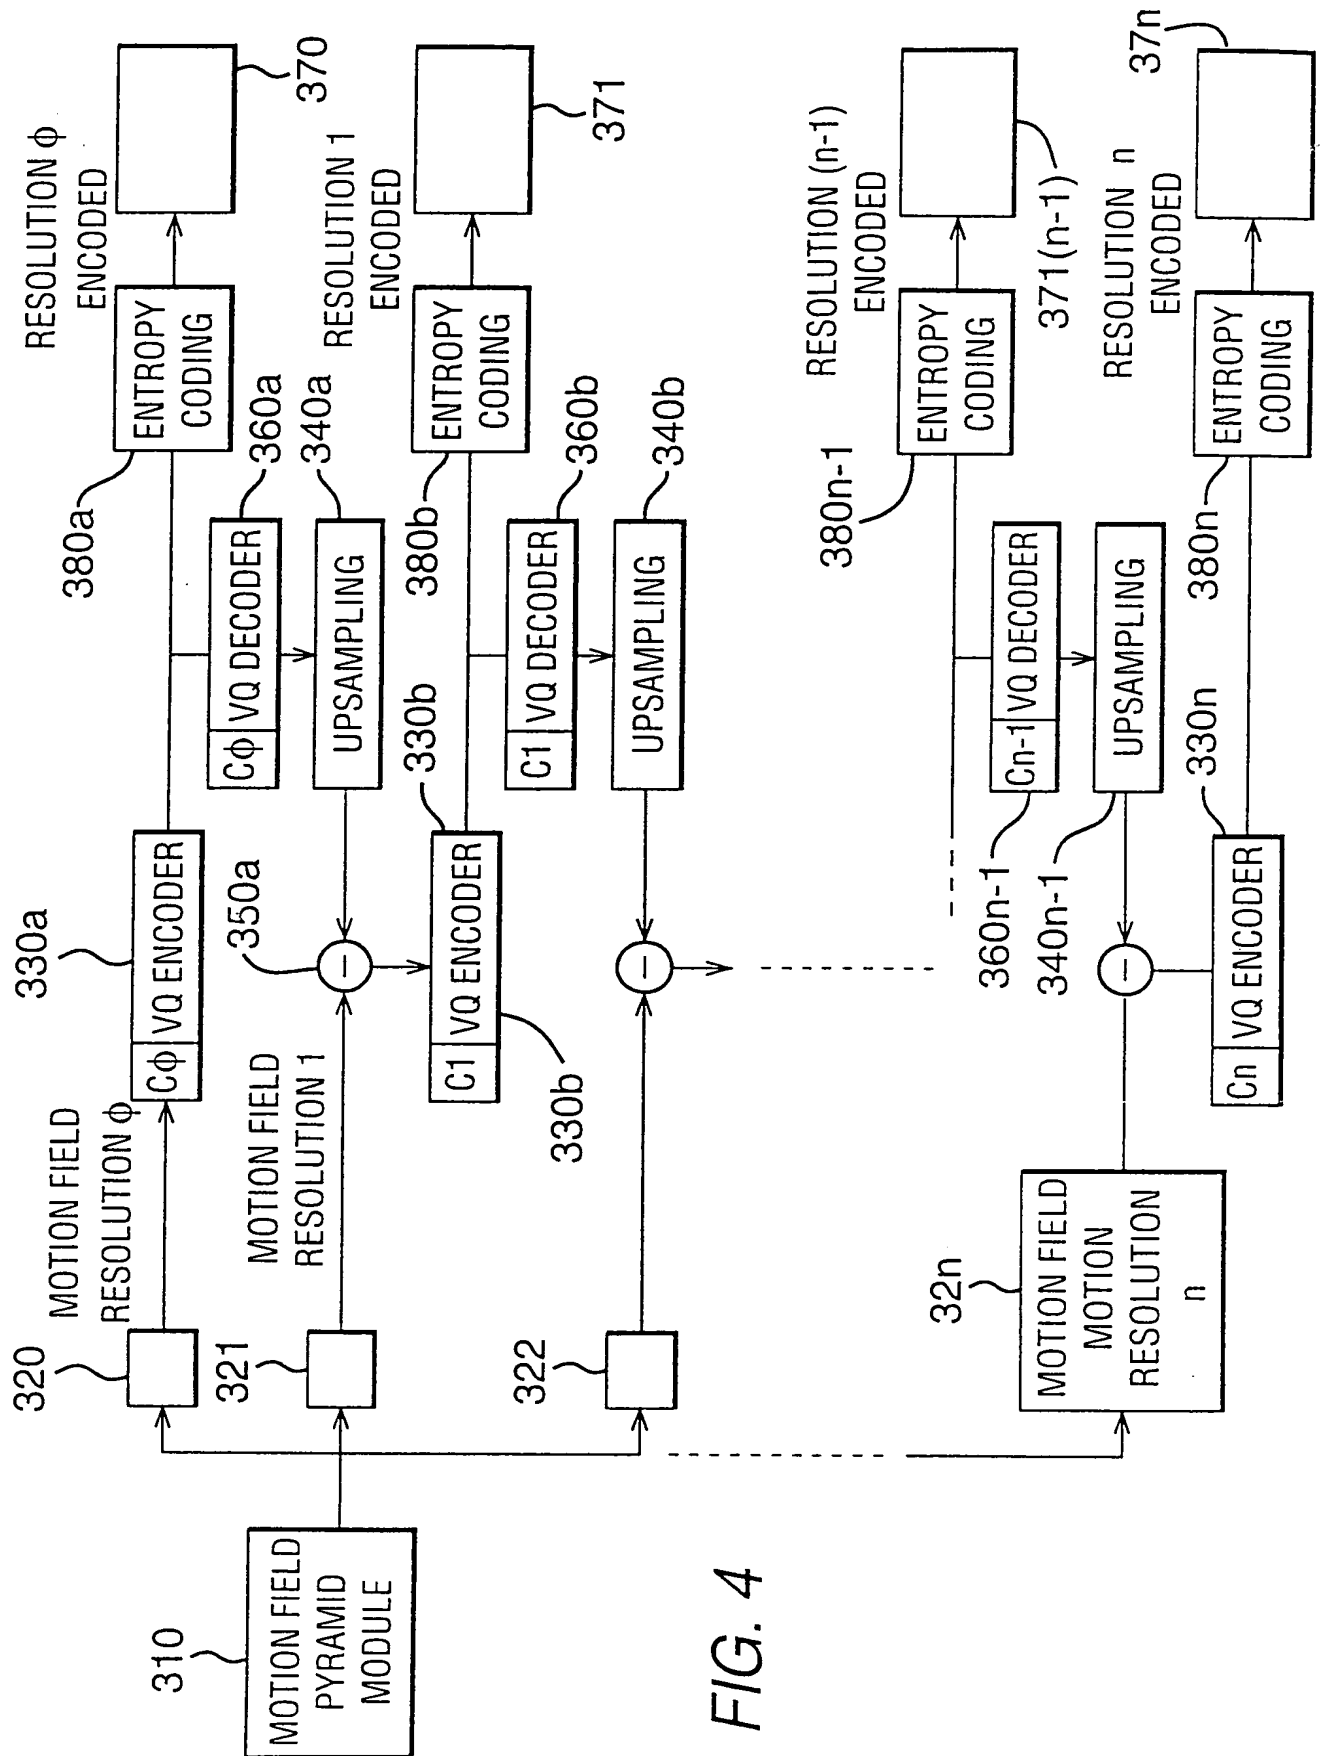 310
MOTION FIELD
PYRAMID
MODULE
320
MOTION FIELD
RESOLUTION ϕ
330a
Cϕ
VQ ENCODER
380a
ENTROPY
CODING
RESOLUTION ϕ
ENCODED
370
Cϕ
VQ DECODER
360a
UPSAMPLING
340a
321
MOTION FIELD
RESOLUTION 1
350a
−
330b
C1
VQ ENCODER
330b
380b
ENTROPY
CODING
RESOLUTION 1
ENCODED
371
C1
VQ DECODER
360b
UPSAMPLING
340b
322
−
380n-1
ENTROPY
CODING
RESOLUTION (n-1)
ENCODED
371(n-1)
Cn-1
VQ DECODER
360n-1
UPSAMPLING
340n-1
32n
MOTION FIELD
MOTION
RESOLUTION
n
−
330n
Cn
VQ ENCODER
380n
ENTROPY
CODING
RESOLUTION n
ENCODED
37n
FIG. 4